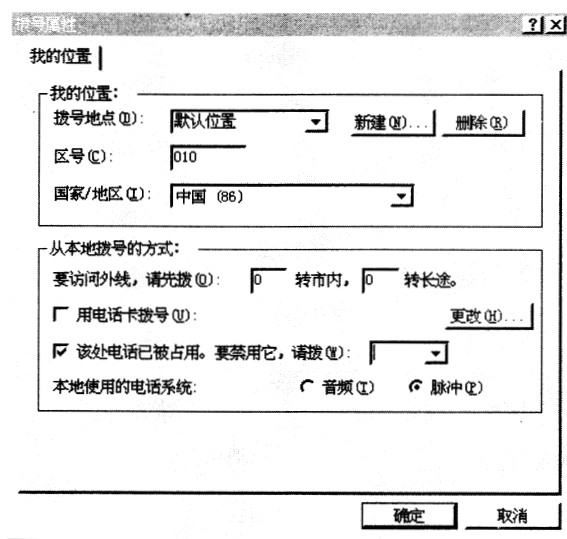 拨号属性
我的位置
我的位置:
拨号地点(D): 默认位置 新建(N)... 删除(R)
区号(C): 010
国家/地区(I): 中国 (86)
从本地拨号的方式:
要访问外线，请先拨(O): 0 转市内， 0 转长途。
用电话卡拨号(U): 更改(H)...
该处电话已被占用。要禁用它，请拨(W):
本地使用的电话系统: 音频(T) 脉冲(P)
确定 取消